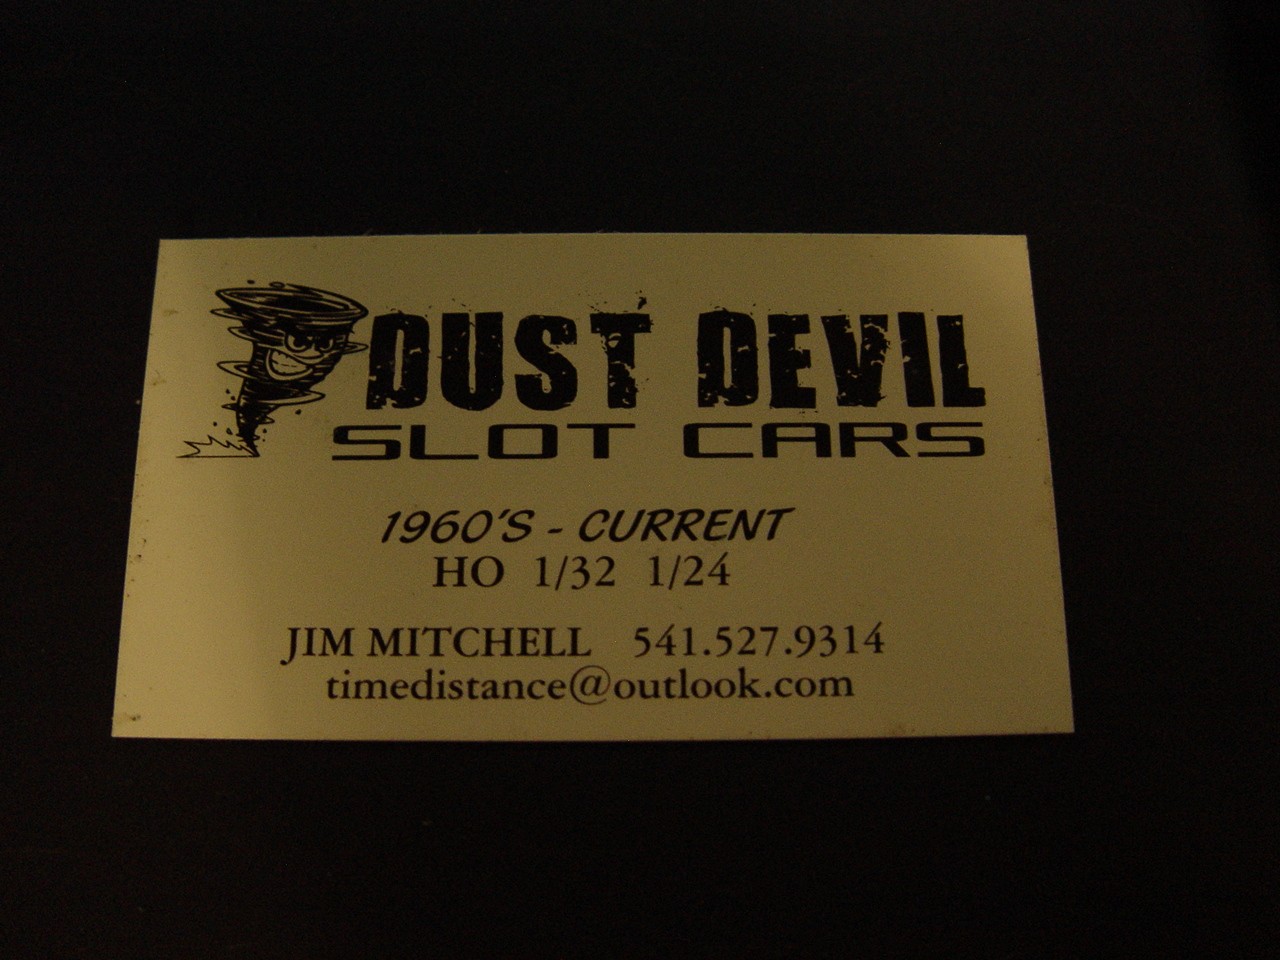 DUST DEVIL
SLOT CARS
1960'S - CURRENT
HO 1/32 1/24
JIM MITCHELL 541.527.9314
timedistance@outlook.com